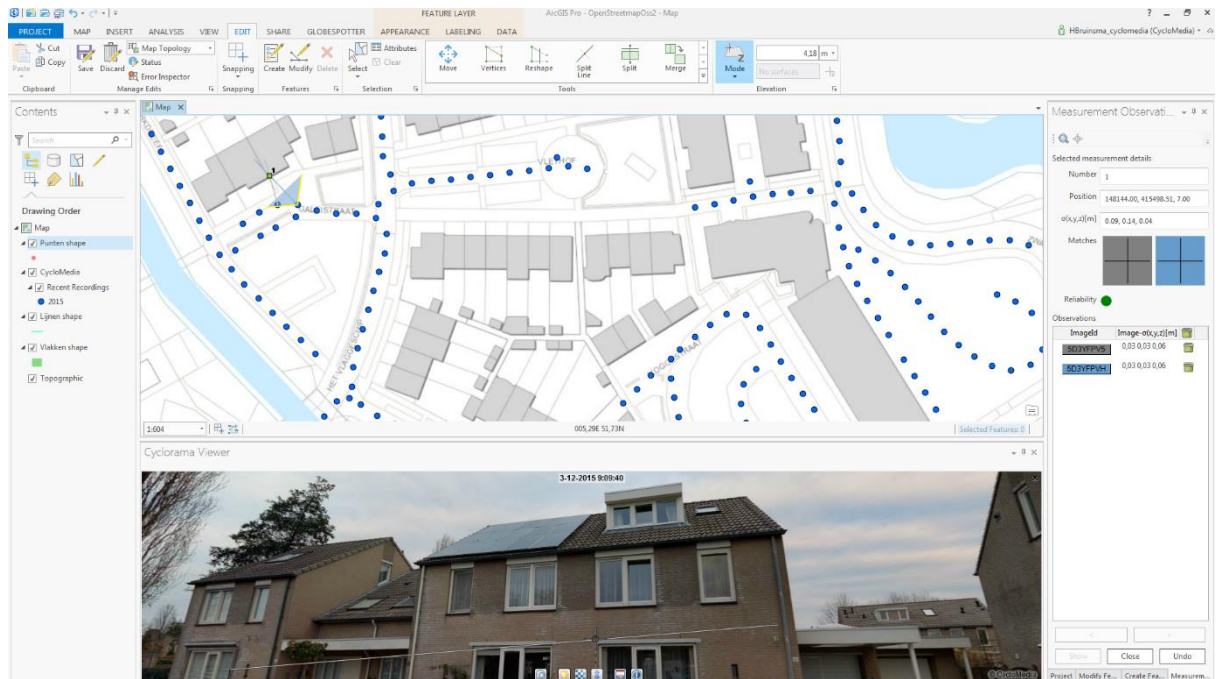 FEATURE LAYER
ArcGIS Pro - OpenStreetmapOss2 - Map
PROJECT MAP INSERT ANALYSIS VIEW EDIT SHARE GLOBESPOTTER APPEARANCE LABELING DATA
HBruinsma_cyclomedia (CycloMedia)
Paste
Cut
Copy
Save
Discard
Map Topology
Status
Error Inspector
Snapping
Create
Modify
Delete
Select
Attributes
Clear
Move
Vertices
Reshape
Split
Line
Split
Merge
Mode
4,18 m
No surfaces
Clipboard
Manage Edits
Snapping
Features
Selection
Tools
Elevation
Contents
Search
Drawing Order
Map
Punten shape
CycloMedia
Recent Recordings
2015
Lijnen shape
Vlakken shape
Topographic
Map
1
VLIETHOF
HET VLAGGESCHIP
1:604
005,29E 51,73N
Selected Features: 0
Cyclorama Viewer
3-12-2015 9:09:40
© CycloMedia
Measurement Observati...
Selected measurement details
Number 1
Position 148144.00, 415498.51, 7.00
σ(x,y,z)[m] 0.09, 0.14, 0.04
Matches
Reliability
Observations
ImageId Image-σ(x,y,z)[m]
5D3YFPV5 0,03 0,03 0,06
5D3YFPVH 0,03 0,03 0,06
< >
Show Close Undo
Project Modify Fe... Create Fea... Measurem...